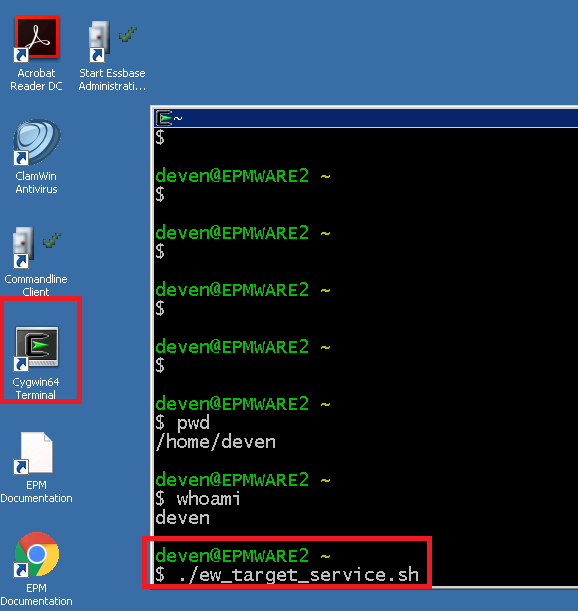 Acrobat
Reader DC
Start Essbase
Administrati...
ClamWin
Antivirus
Commandline
Client
Cygwin64
Terminal
EPM
Documentation
EPM
Documentation
~
$
deven@EPMWARE2 ~
$
deven@EPMWARE2 ~
$
deven@EPMWARE2 ~
$
deven@EPMWARE2 ~
$
deven@EPMWARE2 ~
$ pwd
/home/deven
deven@EPMWARE2 ~
$ whoami
deven
deven@EPMWARE2 ~
$ ./ew_target_service.sh